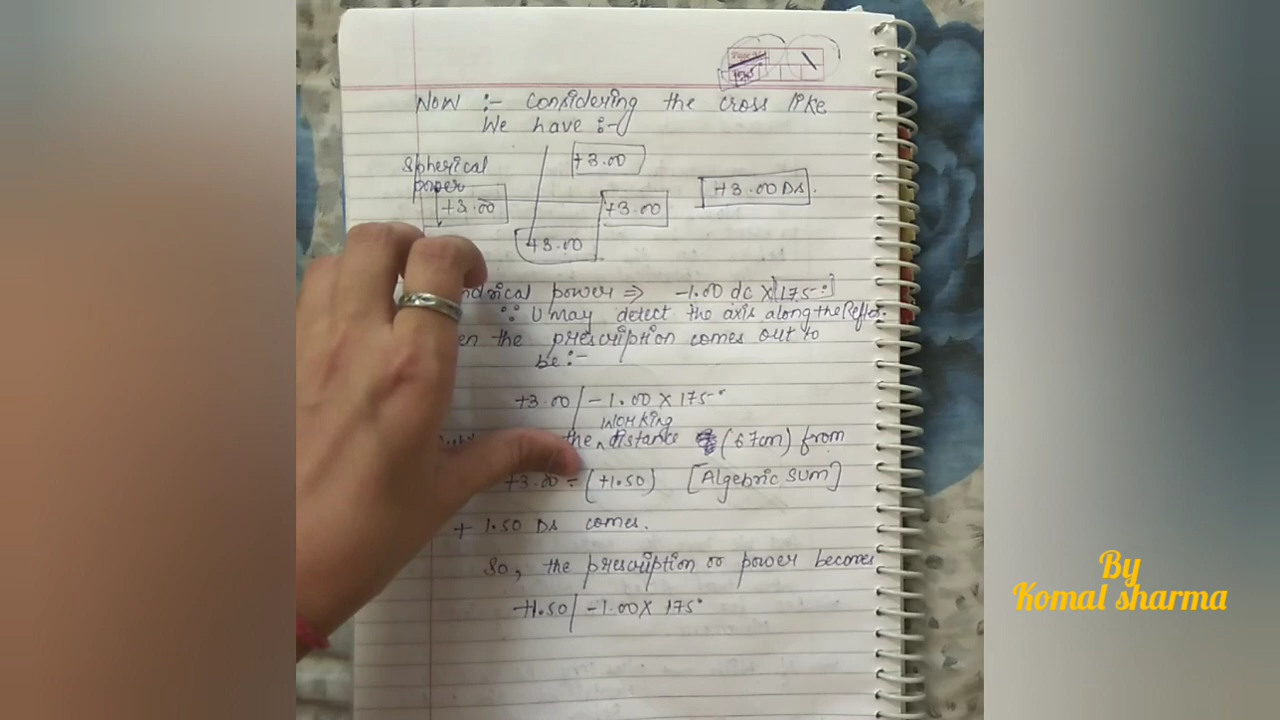 Now :- Considering the cross like
We have :-
Spherical
power
+3.00
+3.00
+3.00
+3.00
+3.00 Ds.
ndrical power ⇒ -1.00 dc X 175°
∵ U may detect the axis along the Reflex.
en the prescription comes out to
be :-
+3.00 / -1.00 X 175°
working
the ^ distance (67cm) from
+3.00 - (+1.50) [Algebric sum]
+ 1.50 Ds comes.
So, the prescription or power becomes
+1.50 / -1.00 X 175°
By
Komal sharma